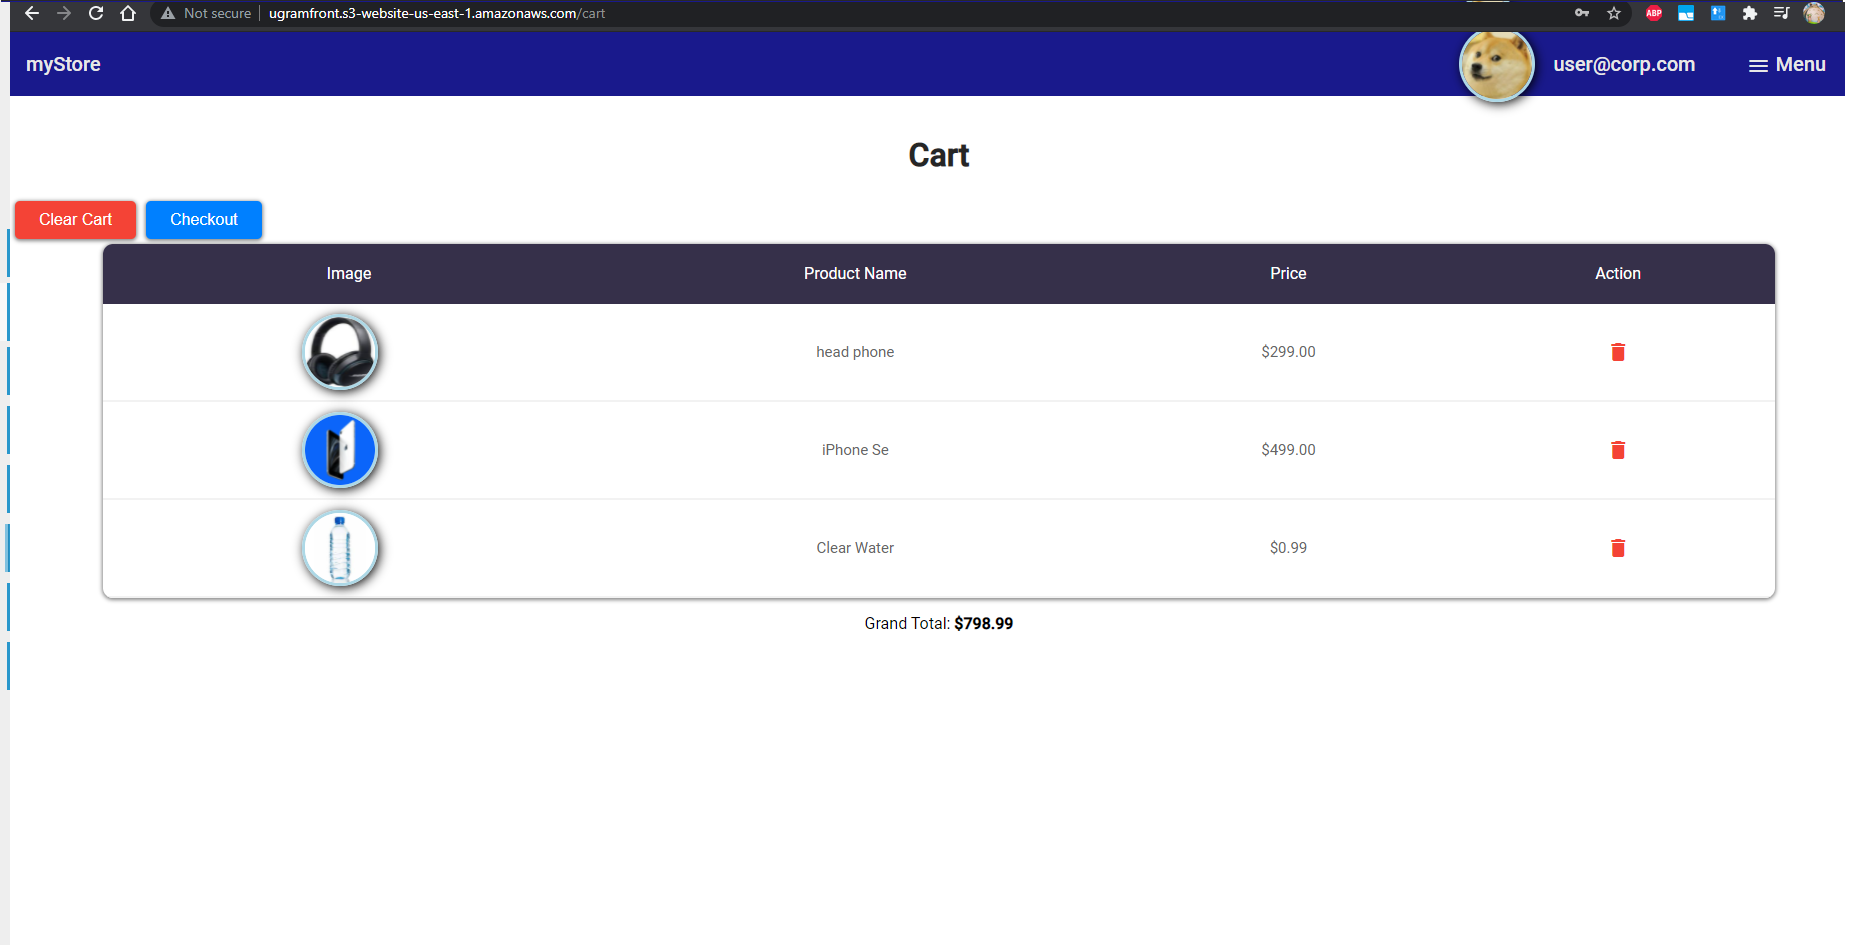 Not secure ugramfront.s3-website-us-east-1.amazonaws.com/cart ABP
myStore user@corp.com Menu
Cart
Clear Cart Checkout
Image Product Name Price Action
head phone $299.00
iPhone Se $499.00
Clear Water $0.99
Grand Total: $798.99